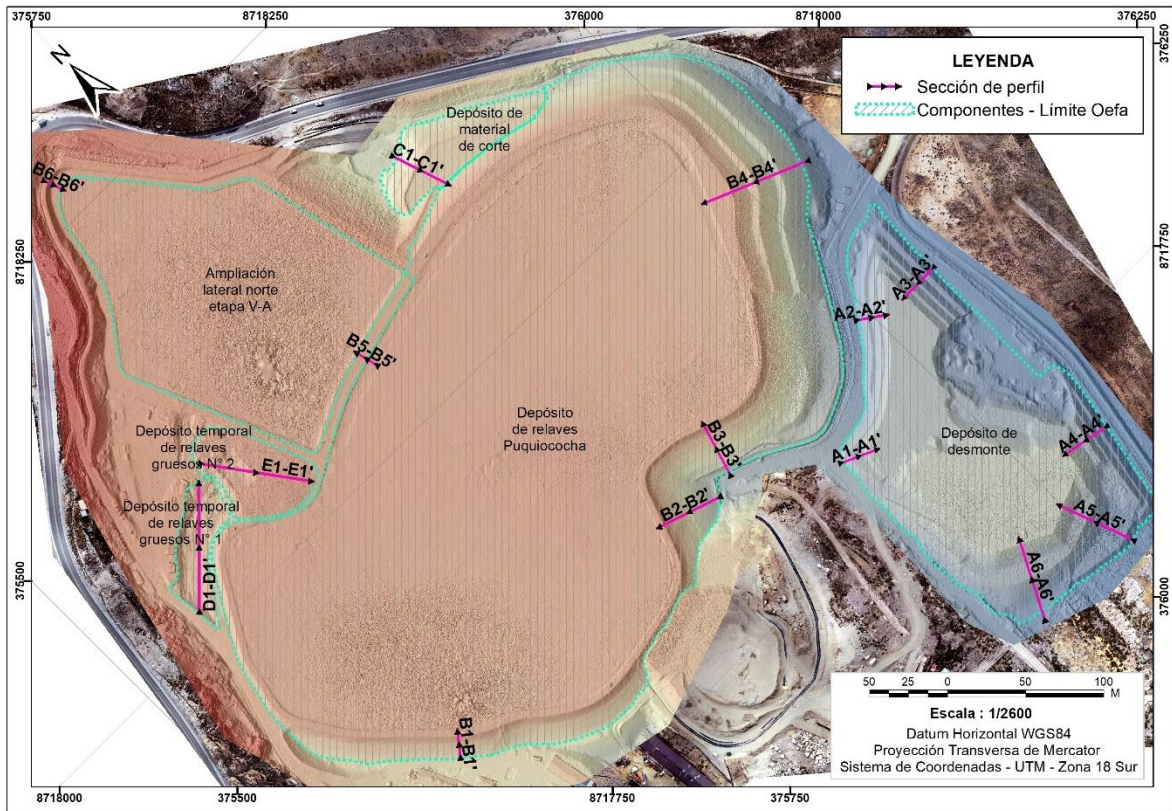 375750
8718250
376000
8718000
376250
N
LEYENDA
Sección de perfil
Componentes - Límite Oefa
Depósito de
material
de corte
C1-C1'
B4-B4'
B6-B6'
Ampliación
lateral norte
etapa V-A
A3-A3'
A2-A2'
B5-B5'
Depósito
de relaves
Puquiococha
Depósito temporal
de relaves
gruesos N° 2
E1-E1'
B3-B3'
A1-A1'
Depósito de
desmonte
A4-A4'
Depósito temporal
de relaves
gruesos N° 1
D1-D1'
B2-B2'
A5-A5'
A6-A6'
B1-B1'
8718250
375500
8717750
376000
50 25 0 50 100
M
Escala : 1/2600
Datum Horizontal WGS84
Proyección Transversa de Mercator
Sistema de Coordenadas - UTM - Zona 18 Sur
8718000
375500
8717750
375750